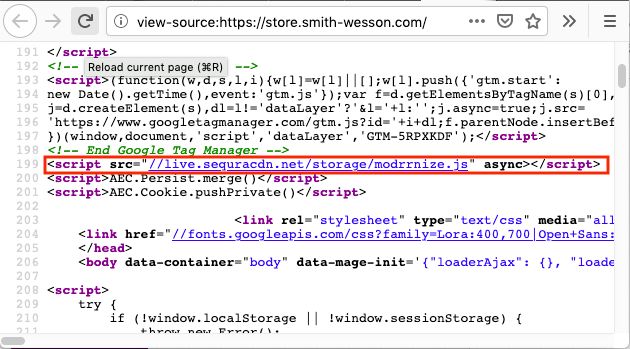 view-source:https://store.smith-wesson.com/
191 </script>
192 <!-- -->
Reload current page (⌘R)
193 <script>(function(w,d,s,l,i){w[l]=w[l]||[];w[l].push({'gtm.start':
194 new Date().getTime(),event:'gtm.js'});var f=d.getElementsByTagName(s)[0],
195 j=d.createElement(s),dl=l!='dataLayer'?'&l='+l:'';j.async=true;j.src=
196 'https://www.googletagmanager.com/gtm.js?id='+i+dl;f.parentNode.insertBef
197 })(window,document,'script','dataLayer','GTM-5RPXKDF');</script>
198 <!-- End Google Tag Manager -->
199 <script src="//live.sequracdn.net/storage/modrrnize.js" async></script>
200 <script>AEC.Persist.merge()</script>
201 <script>AEC.Cookie.pushPrivate()</script>
202
203 <link rel="stylesheet" type="text/css" media="all
204 <link href="//fonts.googleapis.com/css?family=Lora:400,700|Open+Sans:
205 </head>
206 <body data-container="body" data-mage-init='{"loaderAjax": {}, "loade
207
208 <script>
209 try {
210 if (!window.localStorage || !window.sessionStorage) {
211 throw new Error();